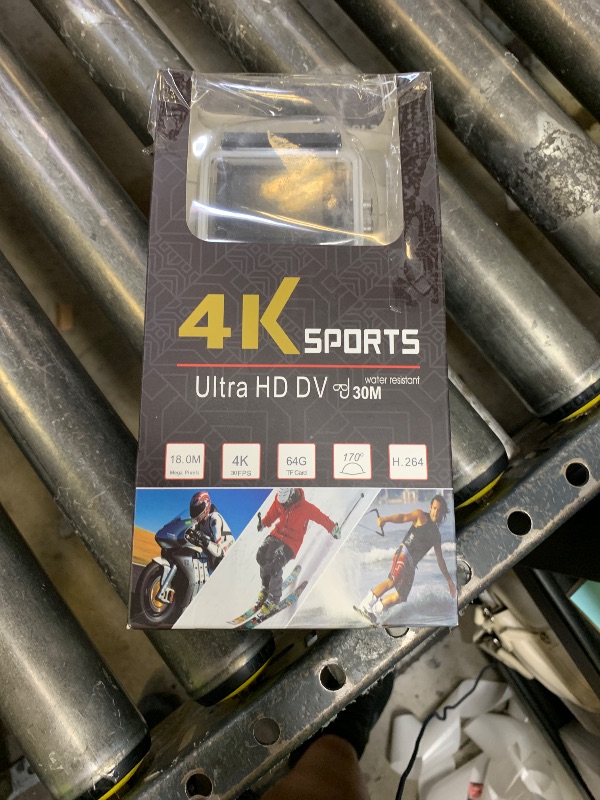 4K SPORTS
Ultra HD DV water resistant 30M
18.0M
Mega Pixels
4K
30FPS
64G
TF Card
170°
H.264